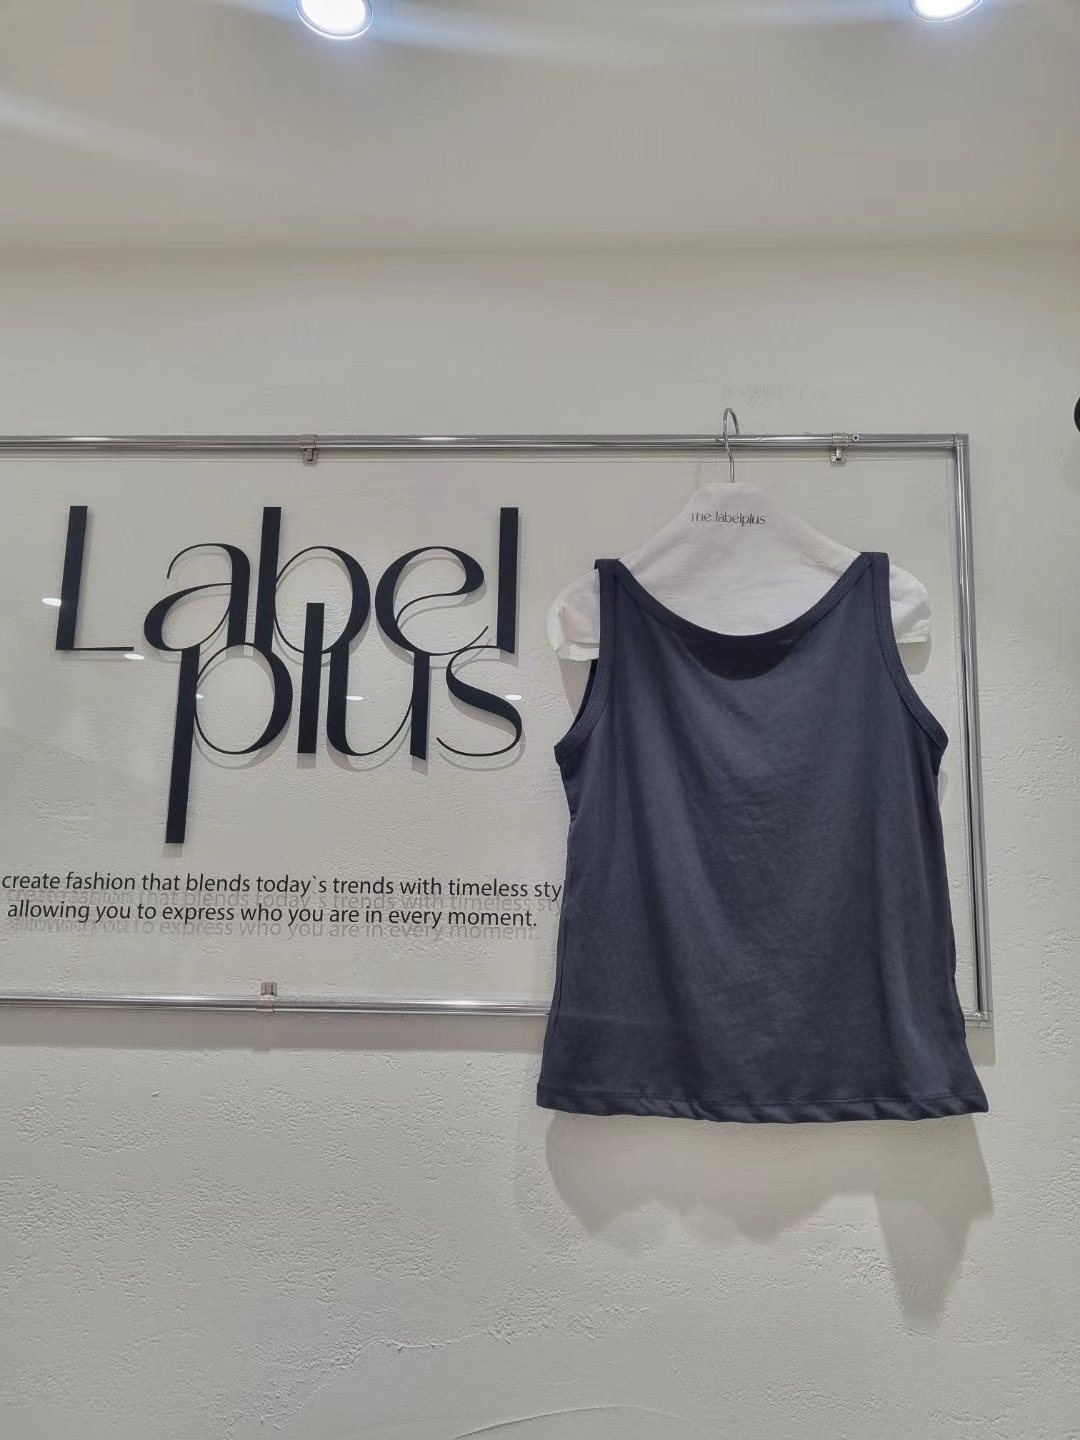 Label
plus
create fashion that blends today`s trends with timeless sty
allowing you to express who you are in every moment.
The labelplus